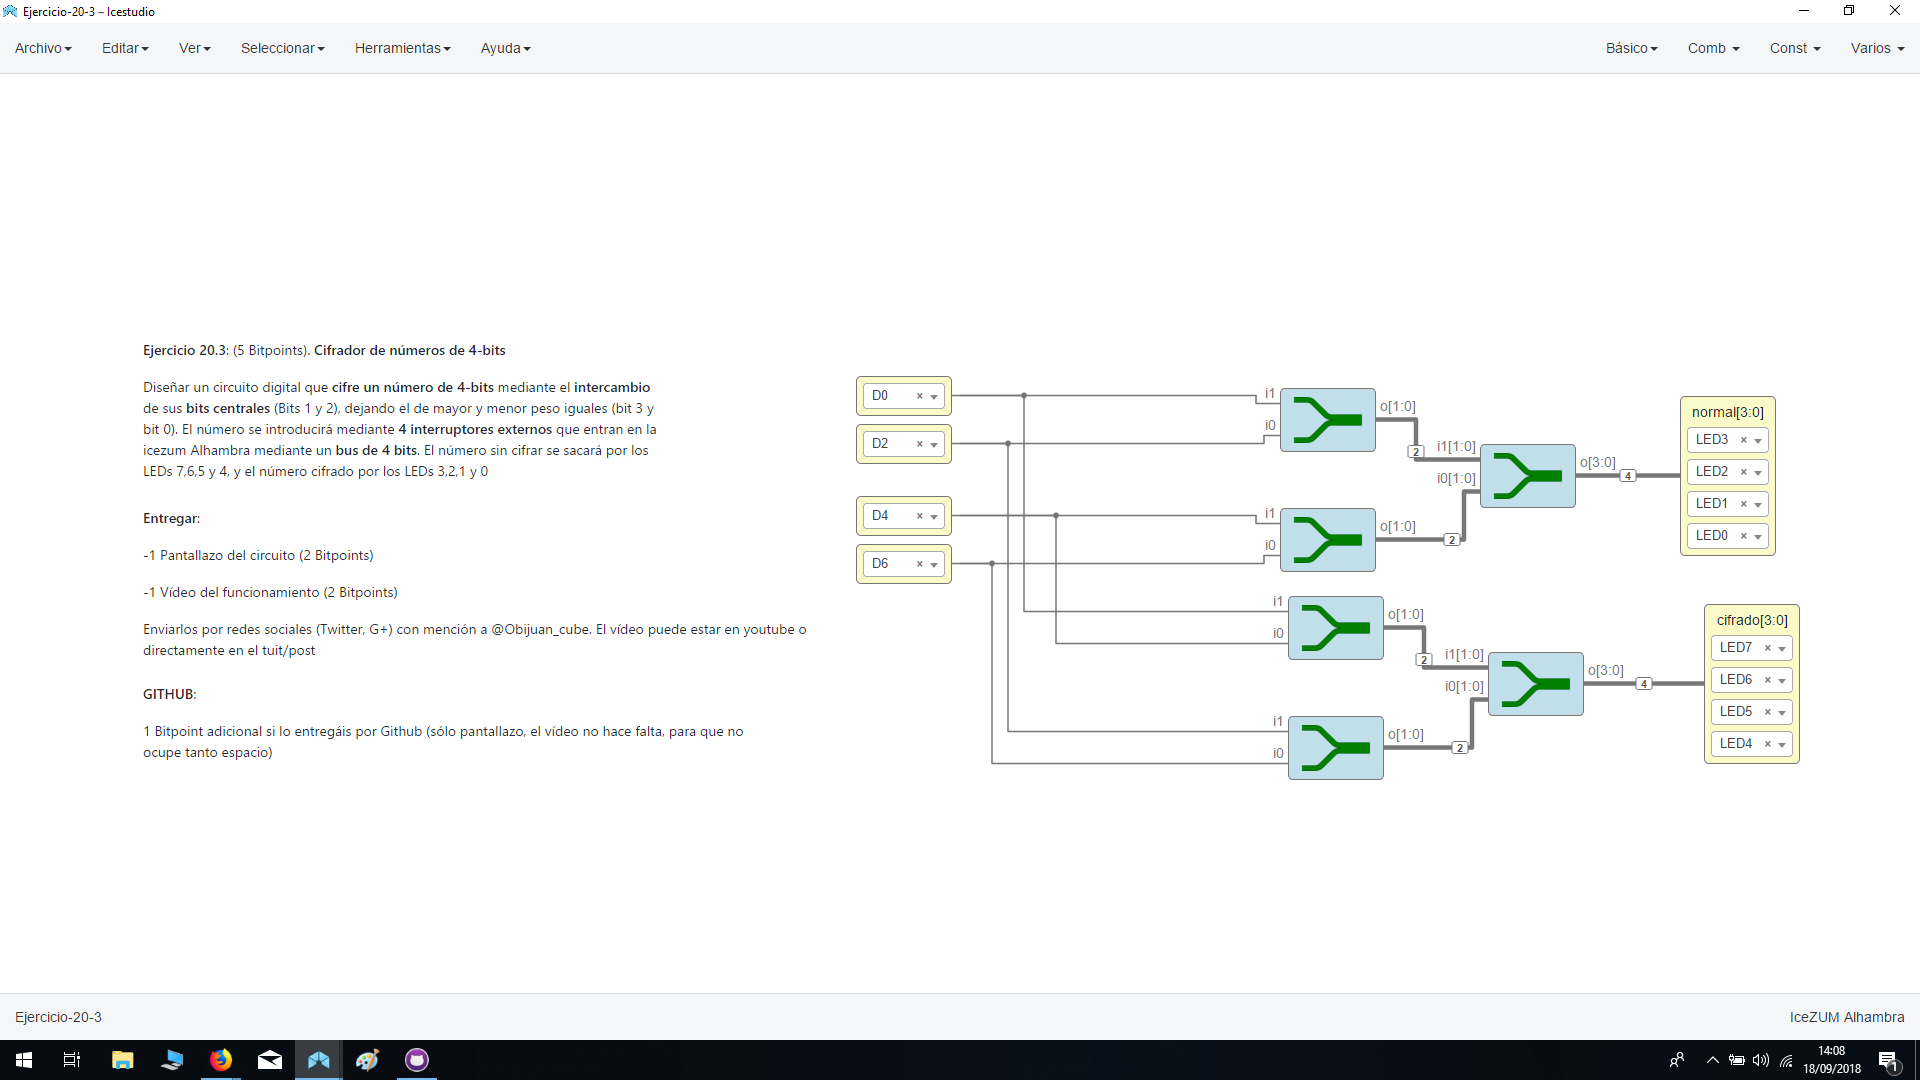 Ejercicio-20-3 – Icestudio
Archivo Editar Ver Seleccionar Herramientas Ayuda Básico Comb Const Varios
Ejercicio 20.3: (5 Bitpoints). Cifrador de números de 4-bits
Diseñar un circuito digital que cifre un número de 4-bits mediante el intercambio
de sus bits centrales (Bits 1 y 2), dejando el de mayor y menor peso iguales (bit 3 y
bit 0). El número se introducirá mediante 4 interruptores externos que entran en la
icezum Alhambra mediante un bus de 4 bits. El número sin cifrar se sacará por los
LEDs 7,6,5 y 4, y el número cifrado por los LEDs 3,2,1 y 0
Entregar:
-1 Pantallazo del circuito (2 Bitpoints)
-1 Vídeo del funcionamiento (2 Bitpoints)
Enviarlos por redes sociales (Twitter, G+) con mención a @Obijuan_cube. El vídeo puede estar en youtube o
directamente en el tuit/post
GITHUB:
1 Bitpoint adicional si lo entregáis por Github (sólo pantallazo, el vídeo no hace falta, para que no
ocupe tanto espacio)
D0 ×
D2 ×
D4 ×
D6 ×
i1
i0
o[1:0]
i1
i0
o[1:0]
2
2
i1[1:0]
i0[1:0]
o[3:0]
4
normal[3:0]
LED3 ×
LED2 ×
LED1 ×
LED0 ×
i1
i0
o[1:0]
i1
i0
o[1:0]
2
2
i1[1:0]
i0[1:0]
o[3:0]
4
cifrado[3:0]
LED7 ×
LED6 ×
LED5 ×
LED4 ×
Ejercicio-20-3 IceZUM Alhambra
14:08
18/09/2018
1